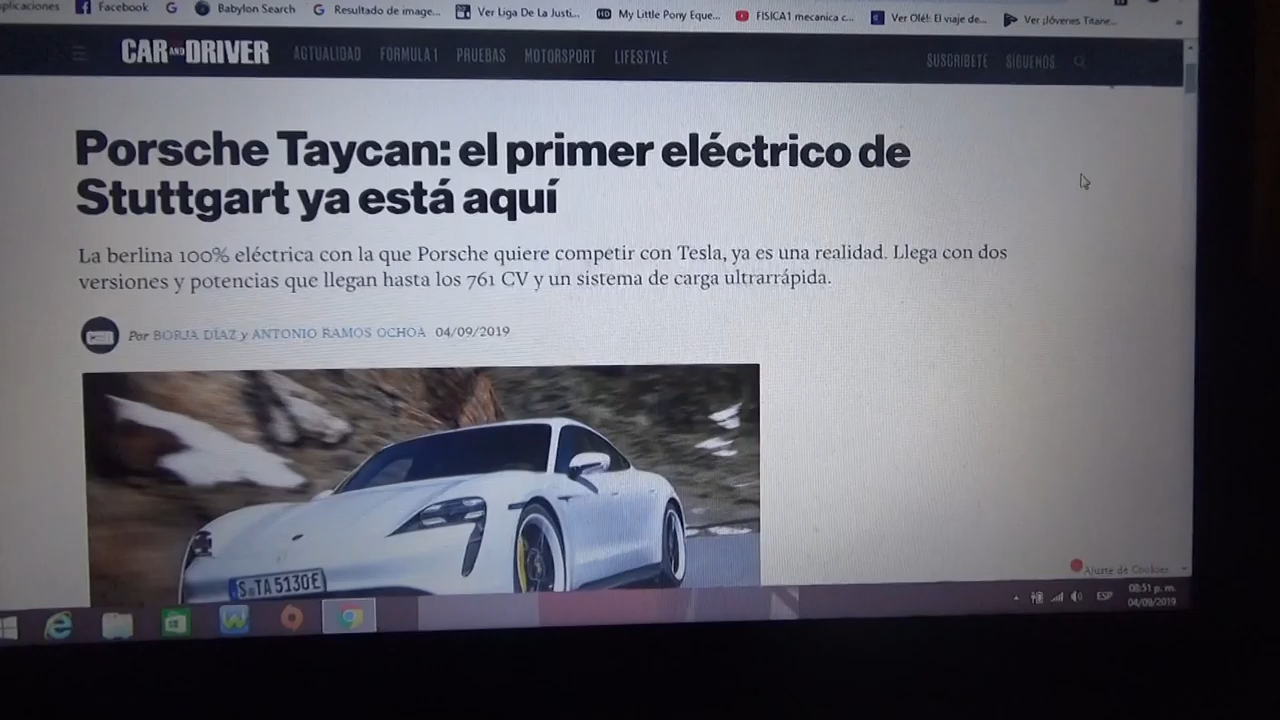 plicaciones Facebook Babylon Search Resultado de image... Ver Liga De La Justi... My Little Pony Eque... FISICA1 mecanica c... Ver Olé!: El viaje de... Ver ¡Jóvenes Titane...
CAR AND DRIVER ACTUALIDAD FORMULA 1 PRUEBAS MOTORSPORT LIFESTYLE SUSCRÍBETE SÍGUENOS
Porsche Taycan: el primer eléctrico de
Stuttgart ya está aquí
La berlina 100% eléctrica con la que Porsche quiere competir con Tesla, ya es una realidad. Llega con dos
versiones y potencias que llegan hasta los 761 CV y un sistema de carga ultrarrápida.
Por BORJA DÍAZ y ANTONIO RAMOS OCHOA 04/09/2019
S TA 5130E
Ajuste de Cookies
ESP 08:51 p. m.
04/09/2019